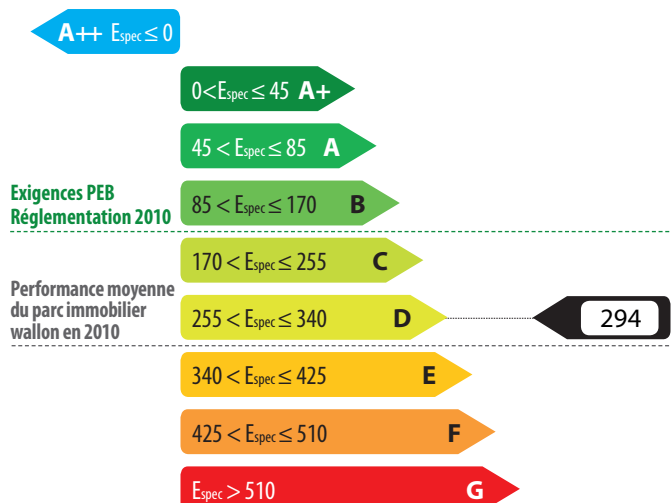 A++ Espec ≤ 0
0<Espec ≤ 45 A+
45 < Espec ≤ 85 A
Exigences PEB
Réglementation 2010
85 < Espec ≤ 170 B
170 < Espec ≤ 255 C
Performance moyenne
du parc immobilier
wallon en 2010
255 < Espec ≤ 340 D
294
340 < Espec ≤ 425 E
425 < Espec ≤ 510 F
Espec > 510 G